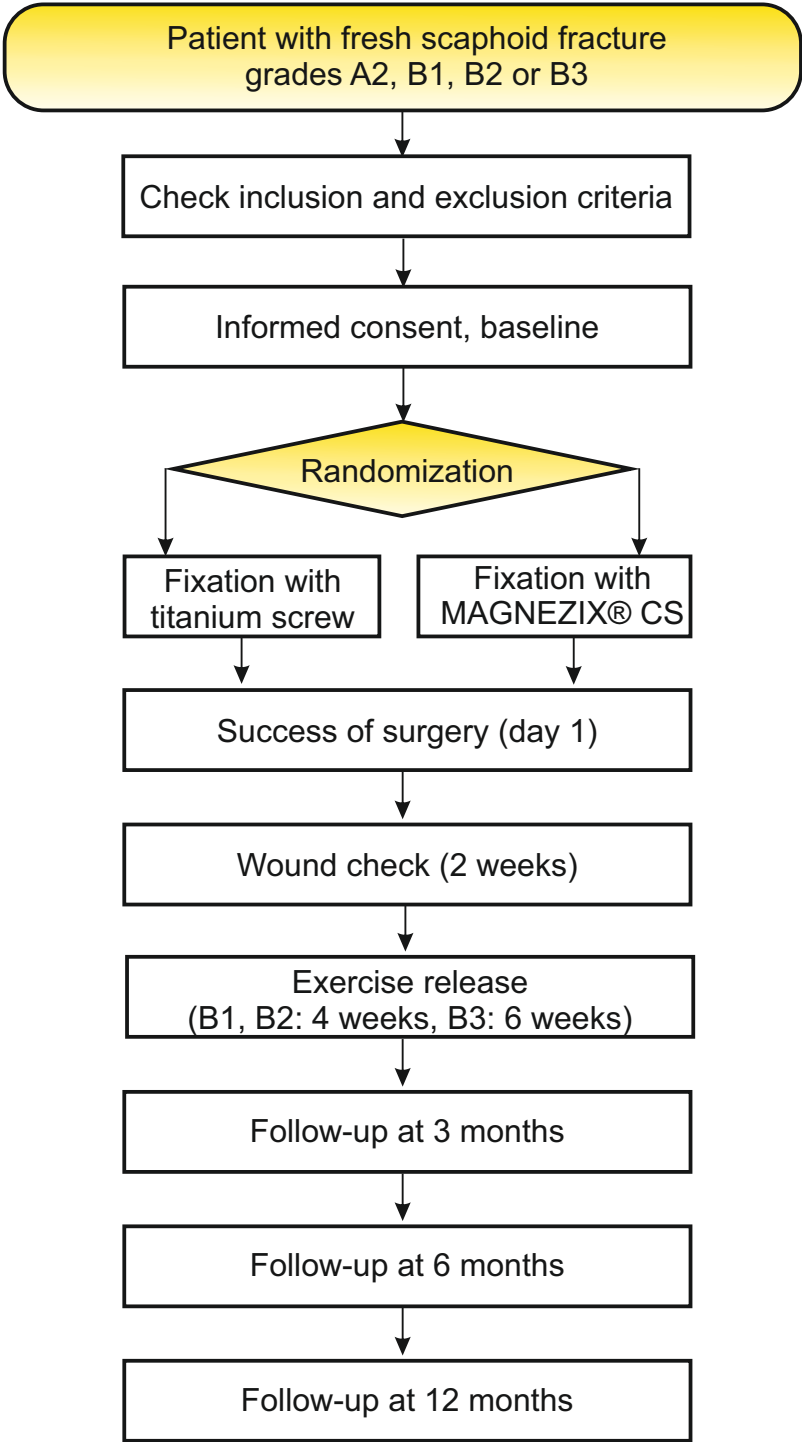 Patient with fresh scaphoid fracture
grades A2, B1, B2 or B3
Check inclusion and exclusion criteria
Informed consent, baseline
Randomization
Fixation with
titanium screw
Fixation with
MAGNEZIX® CS
Success of surgery (day 1)
Wound check (2 weeks)
Exercise release
(B1, B2: 4 weeks, B3: 6 weeks)
Follow-up at 3 months
Follow-up at 6 months
Follow-up at 12 months